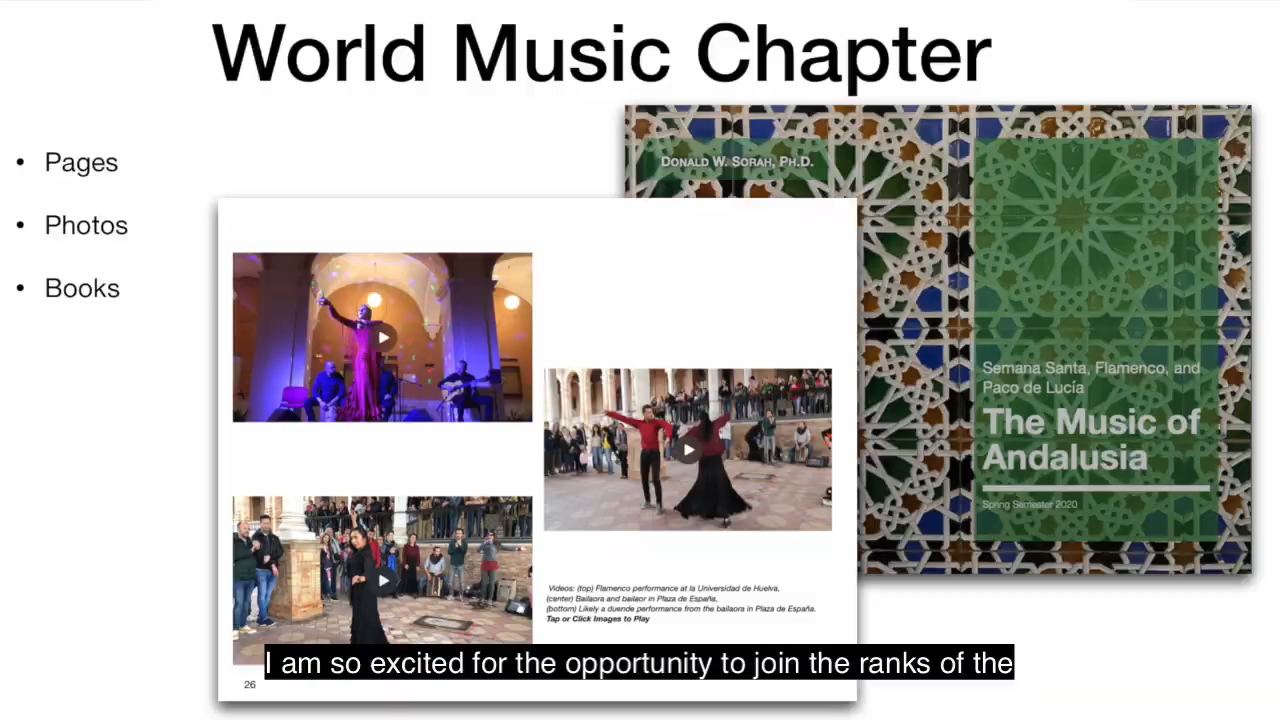 World Music Chapter
• Pages
• Photos
• Books
DONALD W. SORAH, PH.D.
Semana Santa, Flamenco, and
Paco de Lucía
The Music of
Andalusia
Spring Semester 2020
Videos: (top) Flamenco performance at la Universidad de Huelva,
(center) Bailaora and bailaor in Plaza de España,
(bottom) Likely a duende performance from the bailaora in Plaza de España.
Tap or Click Images to Play
26
I am so excited for the opportunity to join the ranks of the